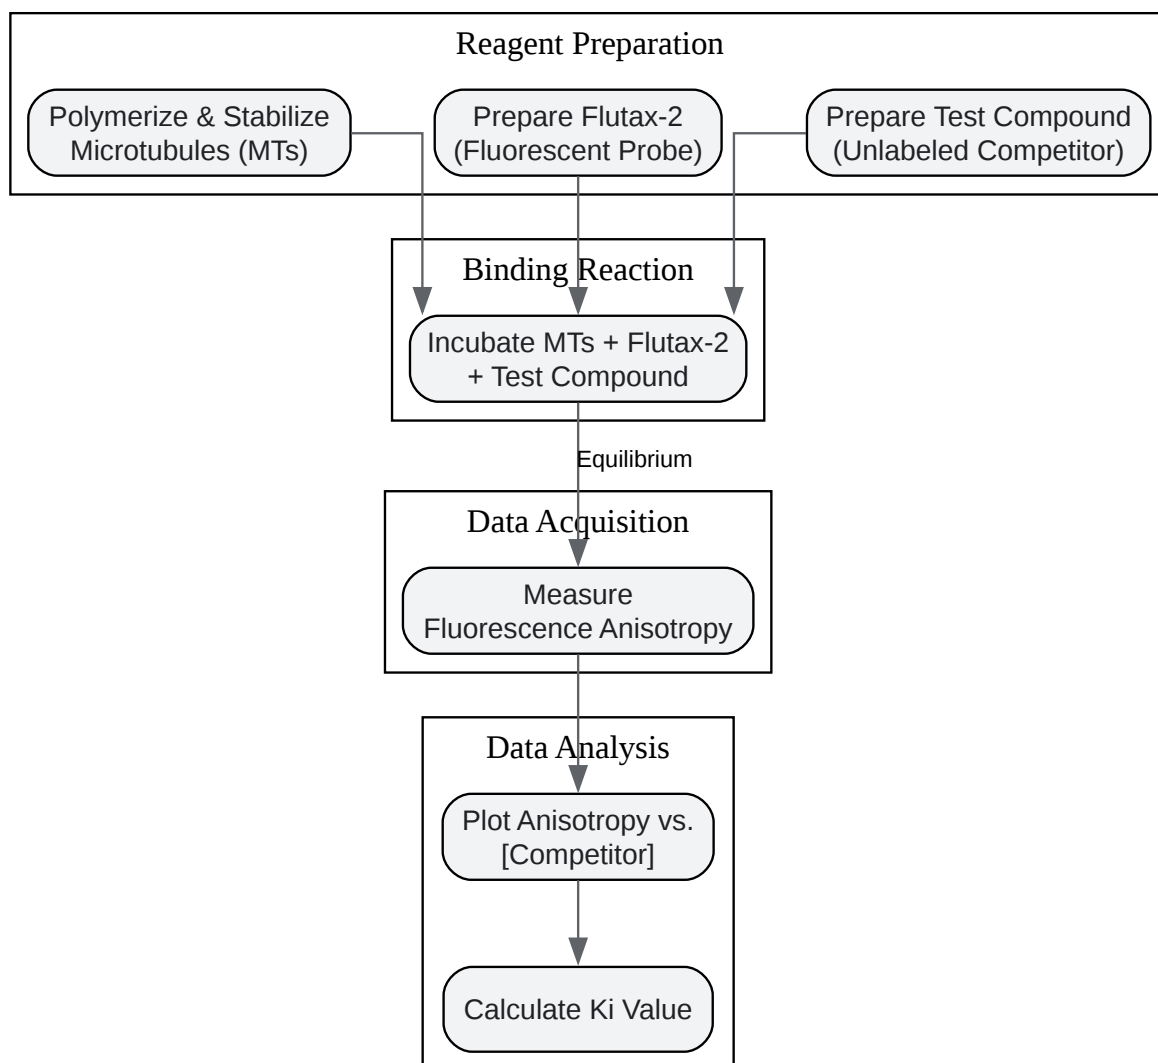 Reagent Preparation
Polymerize & Stabilize
Microtubules (MTs)
Prepare Flutax-2
(Fluorescent Probe)
Prepare Test Compound
(Unlabeled Competitor)
Binding Reaction
Incubate MTs + Flutax-2
+ Test Compound
Equilibrium
Data Acquisition
Measure
Fluorescence Anisotropy
Data Analysis
Plot Anisotropy vs.
[Competitor]
Calculate Ki Value